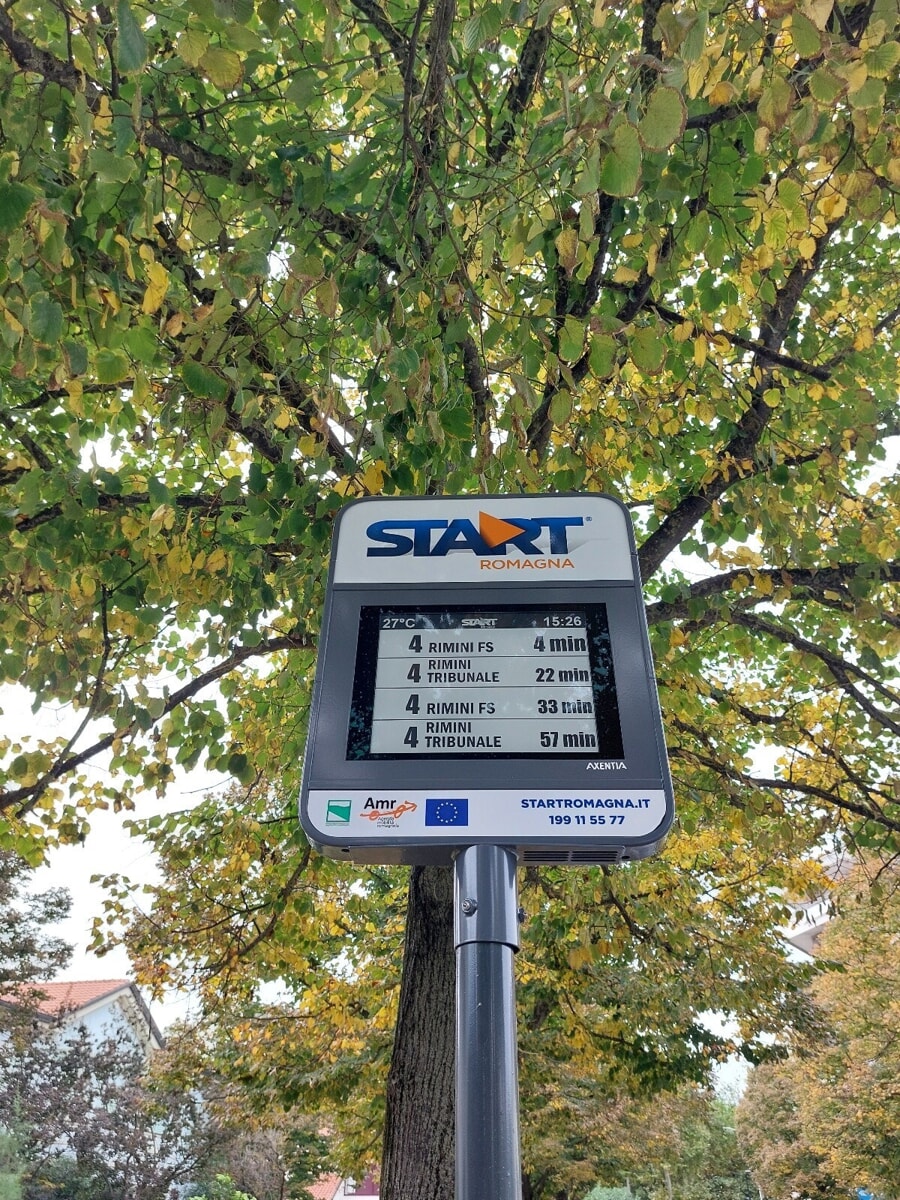 START®
ROMAGNA
27°C START 15:26
4 RIMINI FS 4 min
4 RIMINI TRIBUNALE 22 min
4 RIMINI FS 33 min
4 RIMINI TRIBUNALE 57 min
AXENTIA
Amr
STARTROMAGNA.IT
199 11 55 77